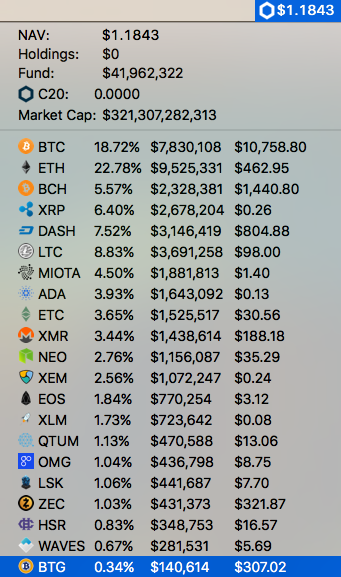 $1.1843
NAV: $1.1843
Holdings: $0
Fund: $41,962,322
C20: 0.0000
Market Cap: $321,307,282,313
BTC 18.72% $7,830,108 $10,758.80
ETH 22.78% $9,525,331 $462.95
BCH 5.57% $2,328,381 $1,440.80
XRP 6.40% $2,678,204 $0.26
DASH 7.52% $3,146,419 $804.88
LTC 8.83% $3,691,258 $98.00
MIOTA 4.50% $1,881,813 $1.40
ADA 3.93% $1,643,092 $0.13
ETC 3.65% $1,525,517 $30.56
XMR 3.44% $1,438,614 $188.18
NEO 2.76% $1,156,087 $35.29
XEM 2.56% $1,072,247 $0.24
EOS 1.84% $770,254 $3.12
XLM 1.73% $723,642 $0.08
QTUM 1.13% $470,588 $13.06
OMG 1.04% $436,798 $8.75
LSK 1.06% $441,687 $7.70
ZEC 1.03% $431,373 $321.87
HSR 0.83% $348,753 $16.57
WAVES 0.67% $281,531 $5.69
BTG 0.34% $140,614 $307.02